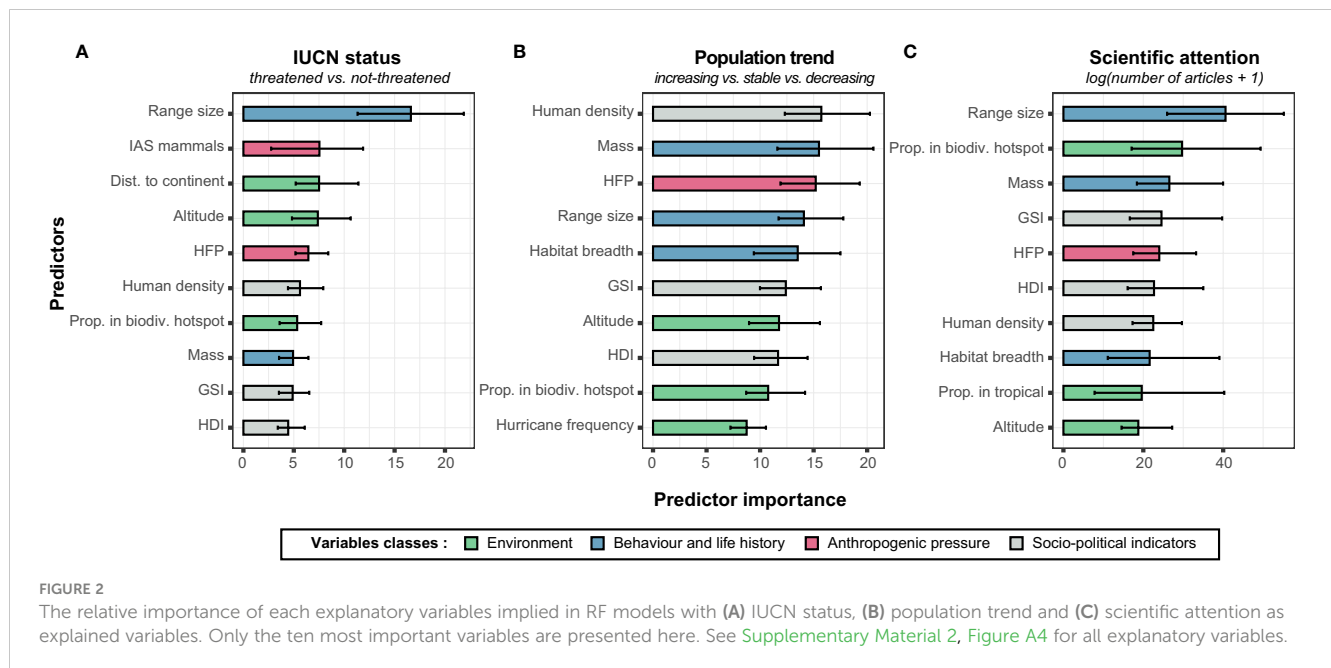 A
IUCN status
threatened vs. not-threatened
Predictors
Range size
IAS mammals
Dist. to continent
Altitude
HFP
Human density
Prop. in biodiv. hotspot
Mass
GSI
HDI
0 5 10 15 20
B
Population trend
increasing vs. stable vs. decreasing
Human density
Mass
HFP
Range size
Habitat breadth
GSI
Altitude
HDI
Prop. in biodiv. hotspot
Hurricane frequency
0 5 10 15 20
C
Scientific attention
log(number of articles + 1)
Range size
Prop. in biodiv. hotspot
Mass
GSI
HFP
HDI
Human density
Habitat breadth
Prop. in tropical
Altitude
0 20 40
Predictor importance
Variables classes : Environment Behaviour and life history Anthropogenic pressure Socio-political indicators
FIGURE 2
The relative importance of each explanatory variables implied in RF models with (A) IUCN status, (B) population trend and (C) scientific attention as
explained variables. Only the ten most important variables are presented here. See Supplementary Material 2, Figure A4 for all explanatory variables.